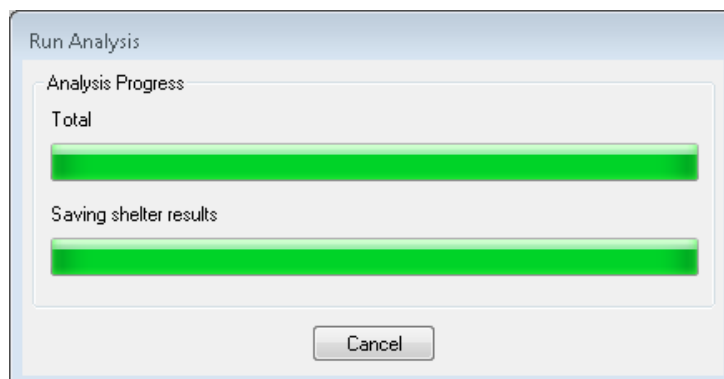 Run Analysis
Analysis Progress
Total
Saving shelter results
Cancel